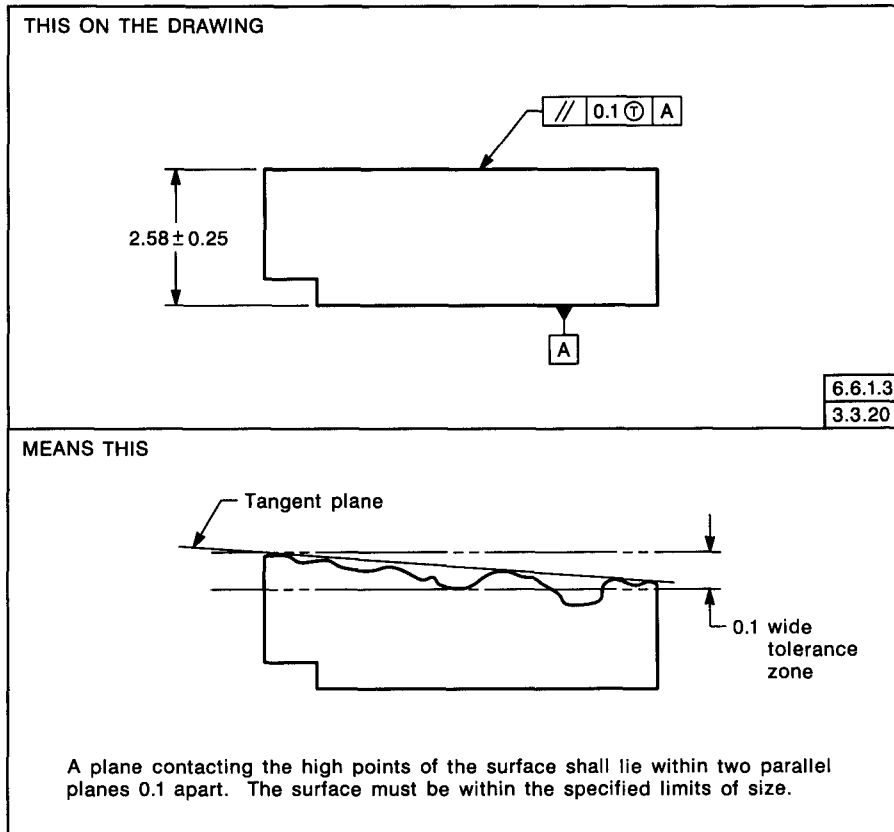 THIS ON THE DRAWING
// 0.1 Ⓣ A
2.58 ± 0.25
A
6.6.1.3
3.3.20
MEANS THIS
Tangent plane
0.1 wide
tolerance
zone
A plane contacting the high points of the surface shall lie within two parallel
planes 0.1 apart. The surface must be within the specified limits of size.